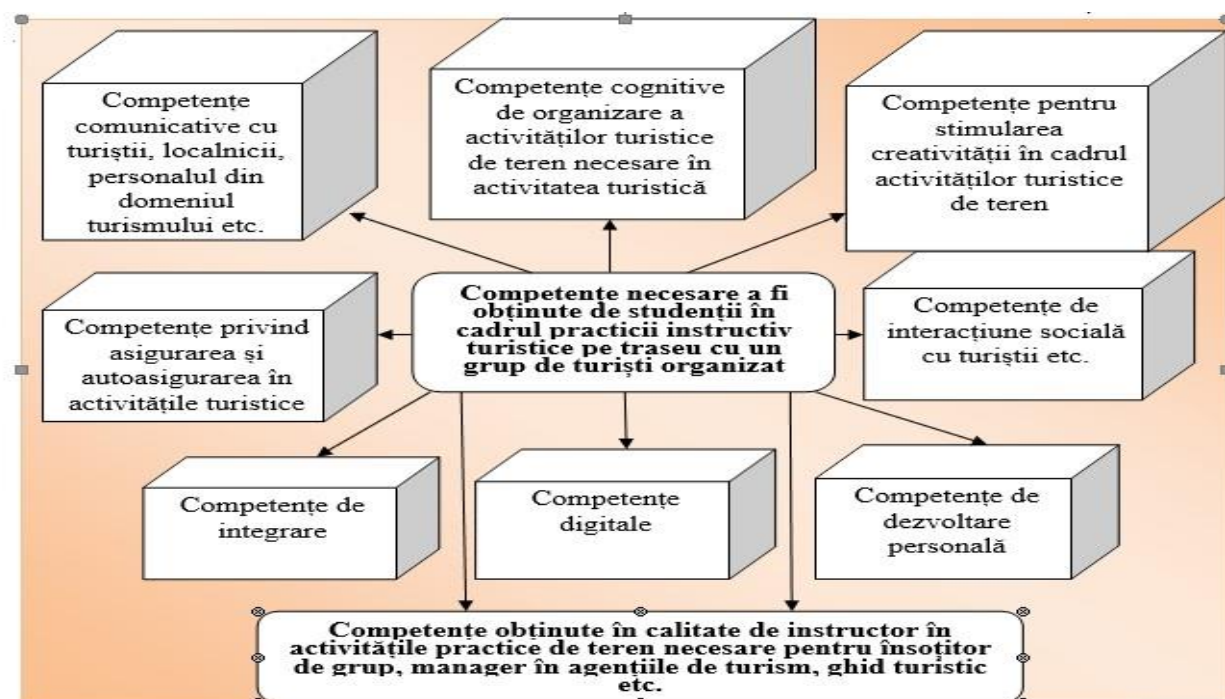 Competențe
comunicative cu
turiștii, localnicii,
personalul din
domeniul
turismului etc.
Competențe cognitive
de organizare a
activităților turistice
de teren necesare în
activitatea turistică
Competențe pentru
stimularea
creativității în cadrul
activităților turistice
de teren
Competențe privind
asigurarea și
autoasigurarea în
activitățile turistice
Competente necesare a fi
obținute de studenții în
cadrul practicii instructiv
turistice pe traseu cu un
grup de turiști organizat
Competențe de
interacțiune socială
cu turiștii etc.
Competențe de
integrare
Competențe
digitale
Competențe de
dezvoltare
personală
Competente obținute în calitate de instructor în
activitățile practice de teren necesare pentru însoțitor
de grup, manager în agențiile de turism, ghid turistic
etc.